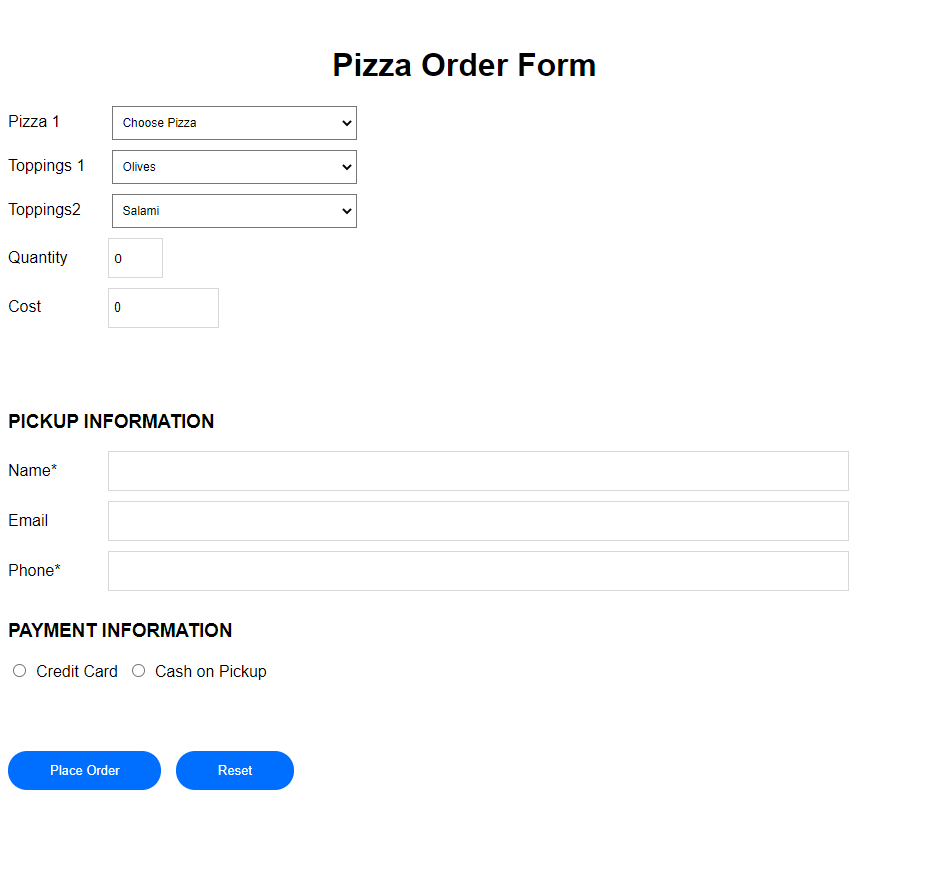 Pizza Order Form
Pizza 1 Choose Pizza
Toppings 1 Olives
Toppings2 Salami
Quantity 0
Cost 0
PICKUP INFORMATION
Name*
Email
Phone*
PAYMENT INFORMATION
Credit Card Cash on Pickup
Place Order Reset